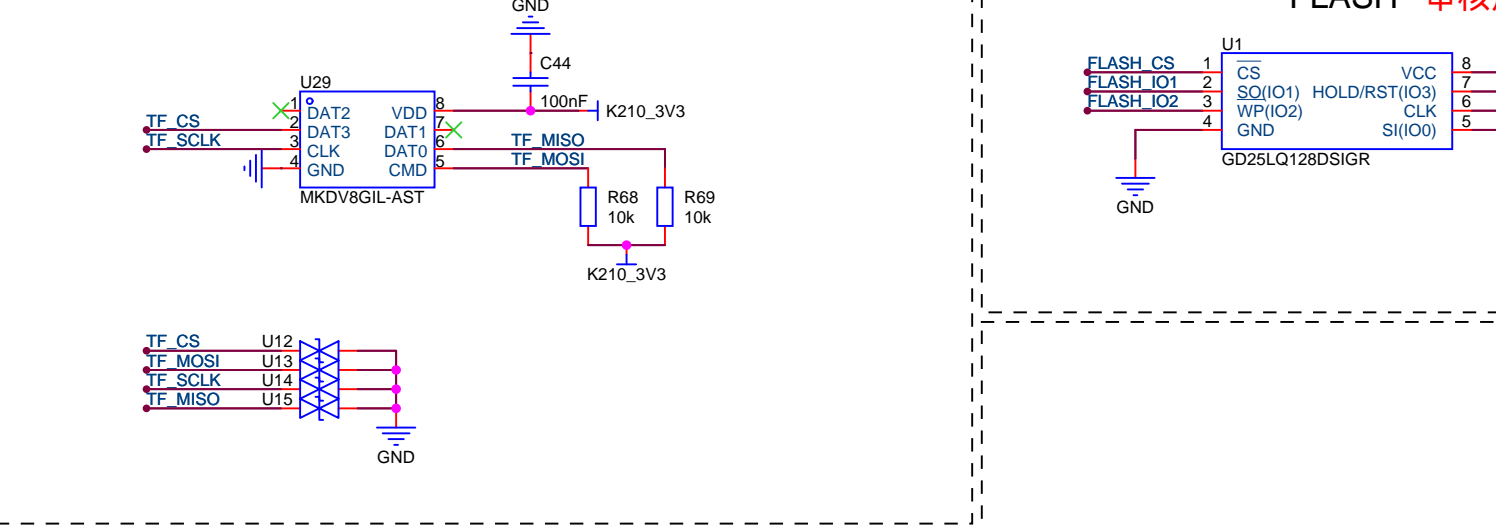 GND
C44
100nF
K210_3V3
U29
TF_CS
TF_SCLK
1 DAT2 VDD 8
2 DAT3 DAT1 7
3 CLK DAT0 6
4 GND CMD 5
MKDV8GIL-AST
TF_MISO
TF_MOSI
R68
10k
R69
10k
K210_3V3
TF_CS U12
TF_MOSI U13
TF_SCLK U14
TF_MISO U15
GND
FLASH
U1
FLASH_CS 1 CS VCC 8
FLASH_IO1 2 SO(IO1) HOLD/RST(IO3) 7
FLASH_IO2 3 WP(IO2) CLK 6
4 GND SI(IO0) 5
GD25LQ128DSIGR
GND